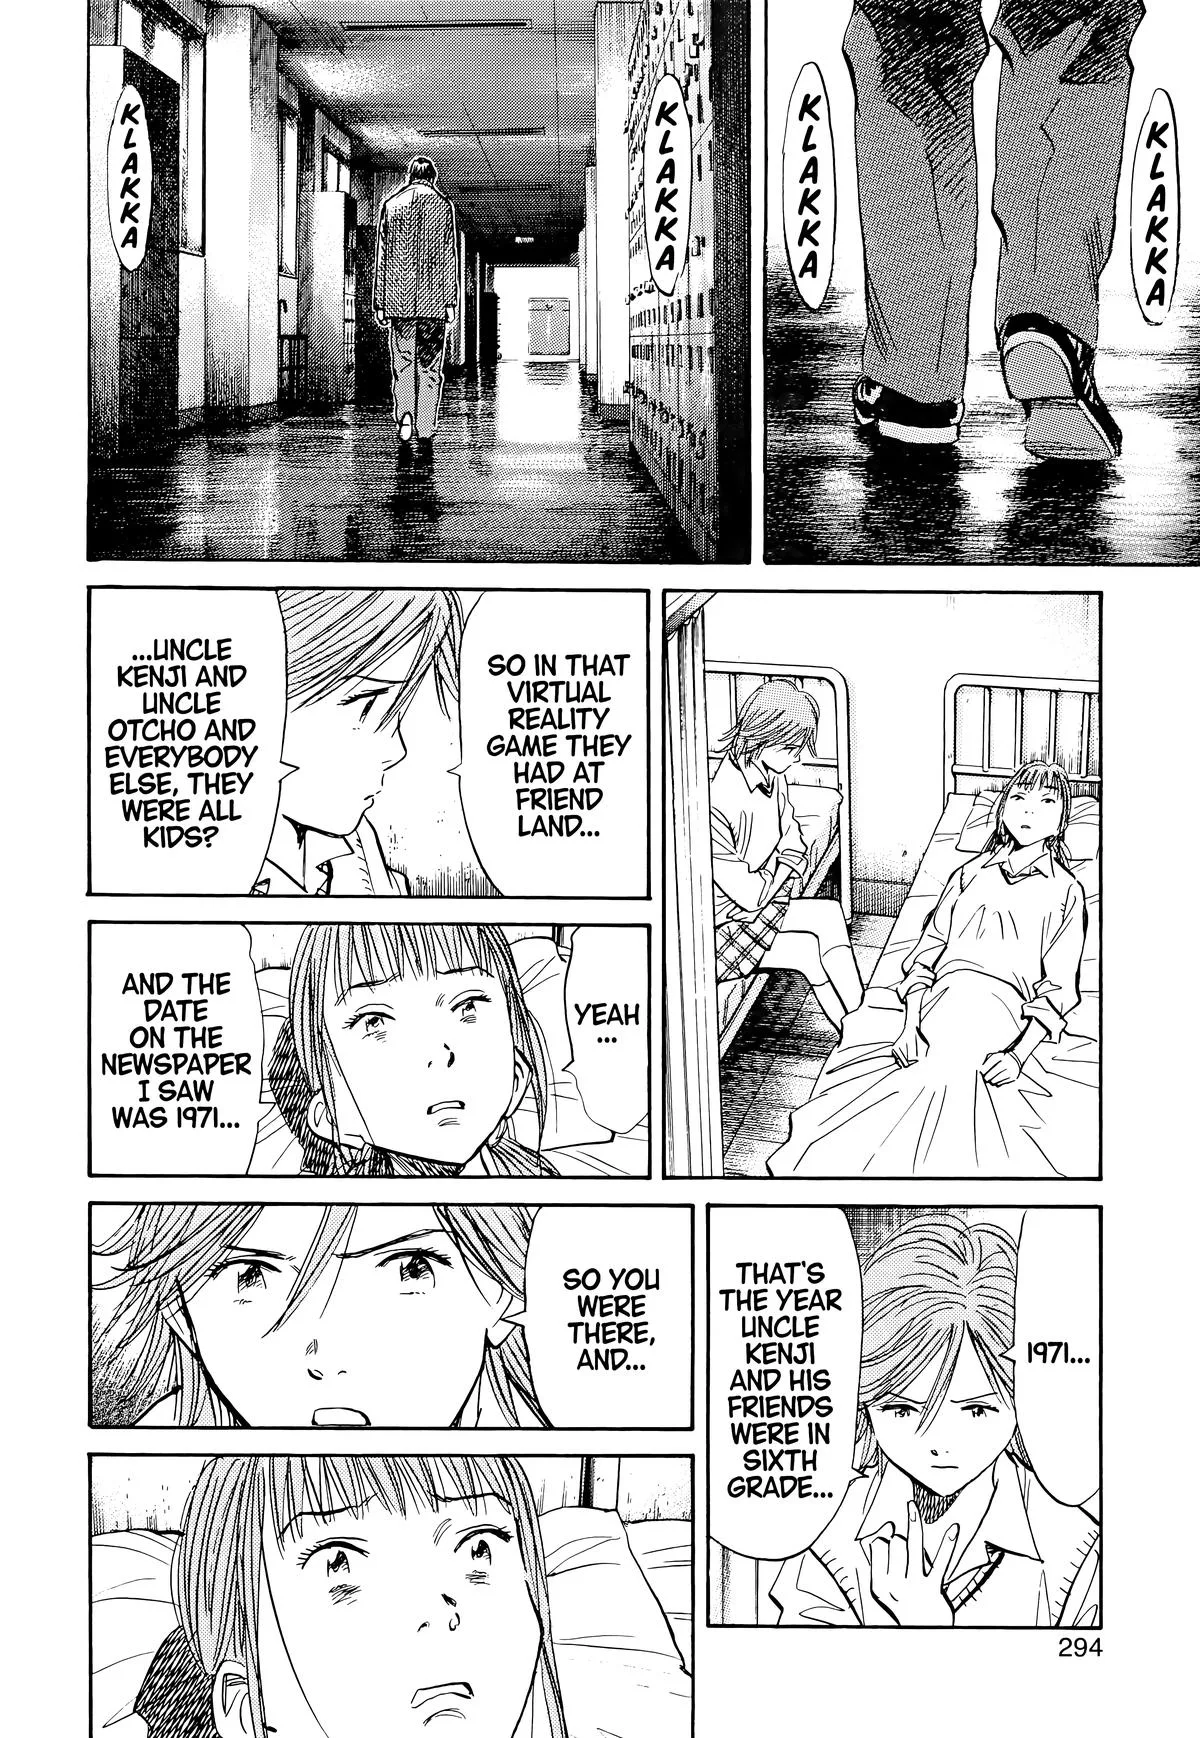 KLAKKA
KLAKKA
KLAKKA
KLAKKA
SO IN THAT
VIRTUAL
REALITY
GAME THEY
HAD AT
FRIEND
LAND...
...UNCLE
KENJI AND
UNCLE
OTCHO AND
EVERYBODY
ELSE, THEY
WERE ALL
KIDS?
YEAH
...
AND THE
DATE
ON THE
NEWSPAPER
I SAW
WAS 1971...
1971...
THAT'S
THE YEAR
UNCLE
KENJI
AND HIS
FRIENDS
WERE IN
SIXTH
GRADE...
SO YOU
WERE
THERE,
AND...
294